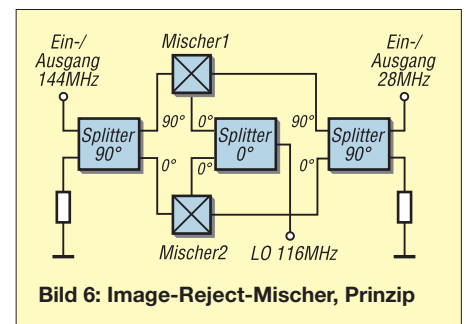 Ein-/
Ausgang
144MHz
Mischer1
Ein-/
Ausgang
28MHz
90°
0°
90°
Splitter
90°
Splitter
0°
Splitter
90°
0°
0°
0°
Mischer2
LO 116MHz
Bild 6: Image-Reject-Mischer, Prinzip